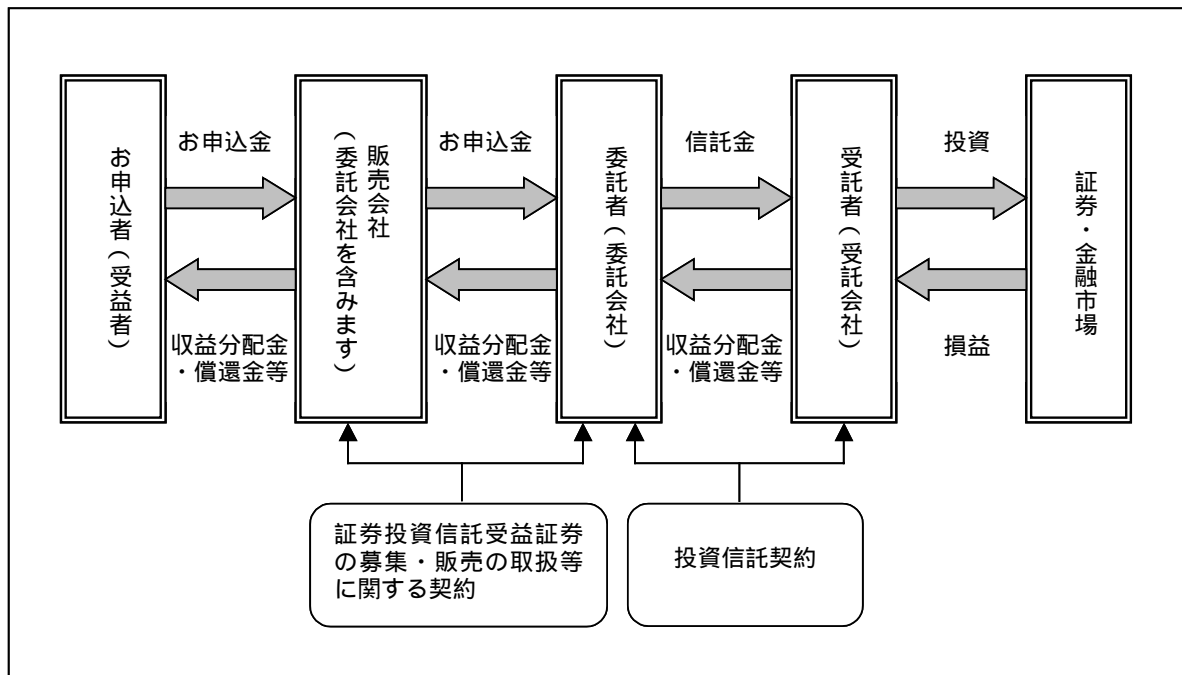 お申込者(受益者)
お申込金
収益分配金
・償還金等
販売会社
(委託会社を含みます)
お申込金
収益分配金
・償還金等
委託者(委託会社)
信託金
収益分配金
・償還金等
受託者(受託会社)
投資
損益
証券・金融市場
証券投資信託受益証券
の募集・販売の取扱等
に関する契約
投資信託契約